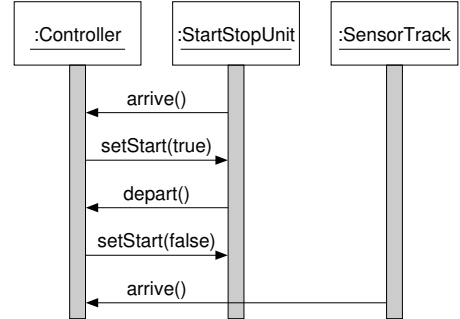 :Controller
:StartStopUnit
:SensorTrack
arrive()
setStart(true)
depart()
setStart(false)
arrive()